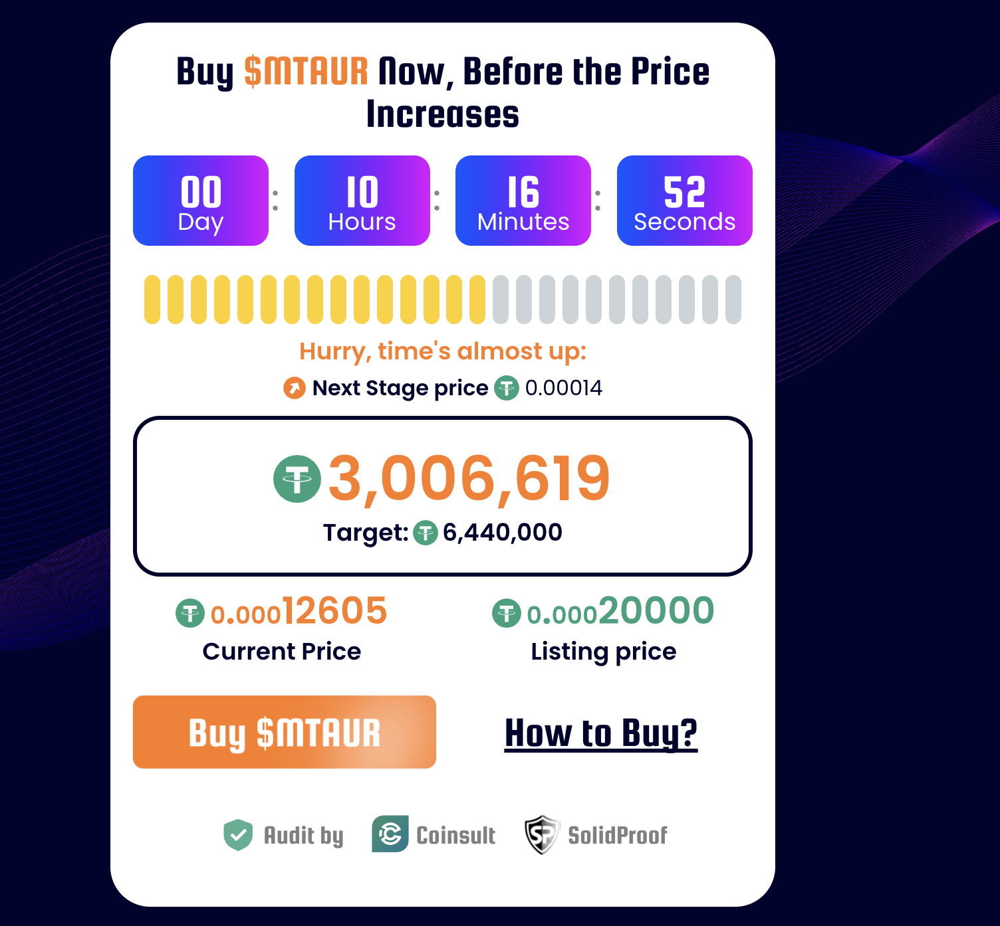 Buy $MTAUR Now, Before the Price
Increases
00 : 10 : 16 : 52
Day Hours Minutes Seconds
Hurry, time's almost up:
Next Stage price 0.00014
3,006,619
Target: 6,440,000
0.00012605 0.00020000
Current Price Listing price
Buy $MTAUR How to Buy?
Audit by Coinsult SP SolidProof